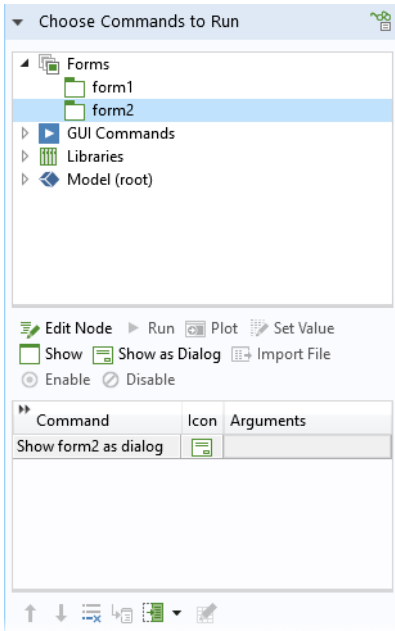 Choose Commands to Run
Forms
form1
form2
GUI Commands
Libraries
Model (root)
Edit Node Run Plot Set Value
Show Show as Dialog Import File
Enable Disable
Command Icon Arguments
Show form2 as dialog